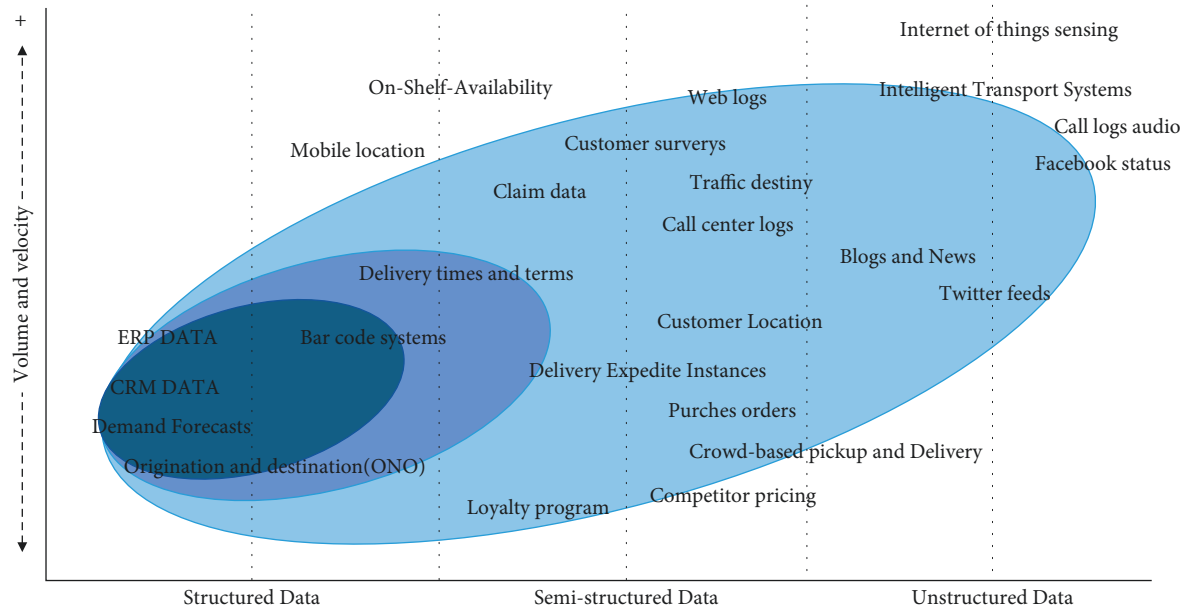 +
Internet of things sensing
On-Shelf-Availability
Web logs
Intelligent Transport Systems
Call logs audio
Customer surverys
Mobile location
Facebook status
Claim data
Traffic destiny
Call center logs
Blogs and News
Delivery times and terms
Twitter feeds
Customer Location
ERP DATA
Bar code systems
Delivery Expedite Instances
CRM DATA
Purches orders
Demand Forecasts
Crowd-based pickup and Delivery
Origination and destination(ONO)
Competitor pricing
Loyalty program
Volume and velocity
Structured Data
Semi-structured Data
Unstructured Data